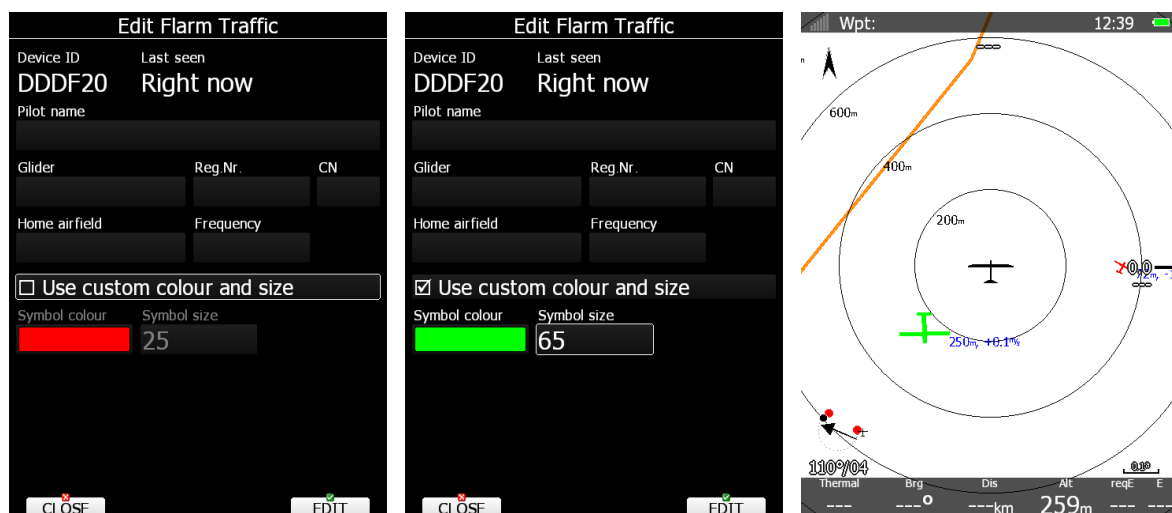 Edit Flarm Traffic
Device ID Last seen
DDDF20 Right now
Pilot name
Glider Reg.Nr. CN
Home airfield Frequency
Use custom colour and size
Symbol colour Symbol size
25
CLOSE EDIT
Edit Flarm Traffic
Device ID Last seen
DDDF20 Right now
Pilot name
Glider Reg.Nr. CN
Home airfield Frequency
Use custom colour and size
Symbol colour Symbol size
65
CLOSE EDIT
Wpt: 12:39
600m
400m
200m
0.0
250m, +0.1m/s
110°/04
Thermal Brg Dis Alt reqE E
--- ---° ---km 259m --- ---